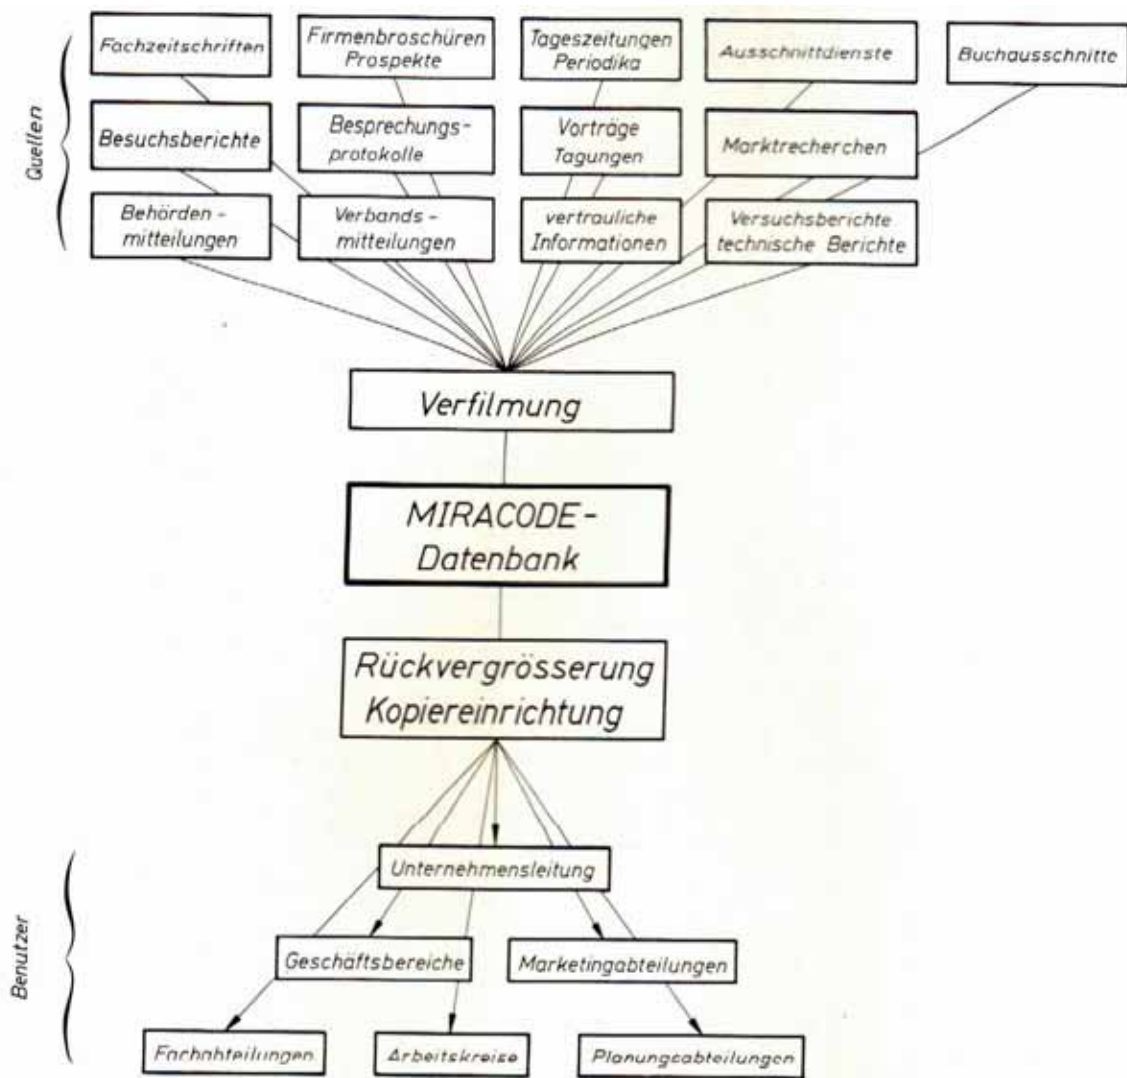 Quellen
Fachzeitschriften
Firmenbroschüren
Prospekte
Tageszeitungen
Periodika
Ausschnittdienste
Buchausschnitte
Besuchsberichte
Besprechungs-
protokolle
Vorträge
Tagungen
Marktrecherchen
Behörden-
mitteilungen
Verbands-
mitteilungen
vertrauliche
Informationen
Versuchsberichte
technische Berichte
Verfilmung
MIRACODE-
Datenbank
Rückvergrösserung
Kopiereinrichtung
Benutzer
Unternehmensleitung
Geschäftsbereiche
Marketingabteilungen
Fachabteilungen
Arbeitskreise
Planungsabteilungen